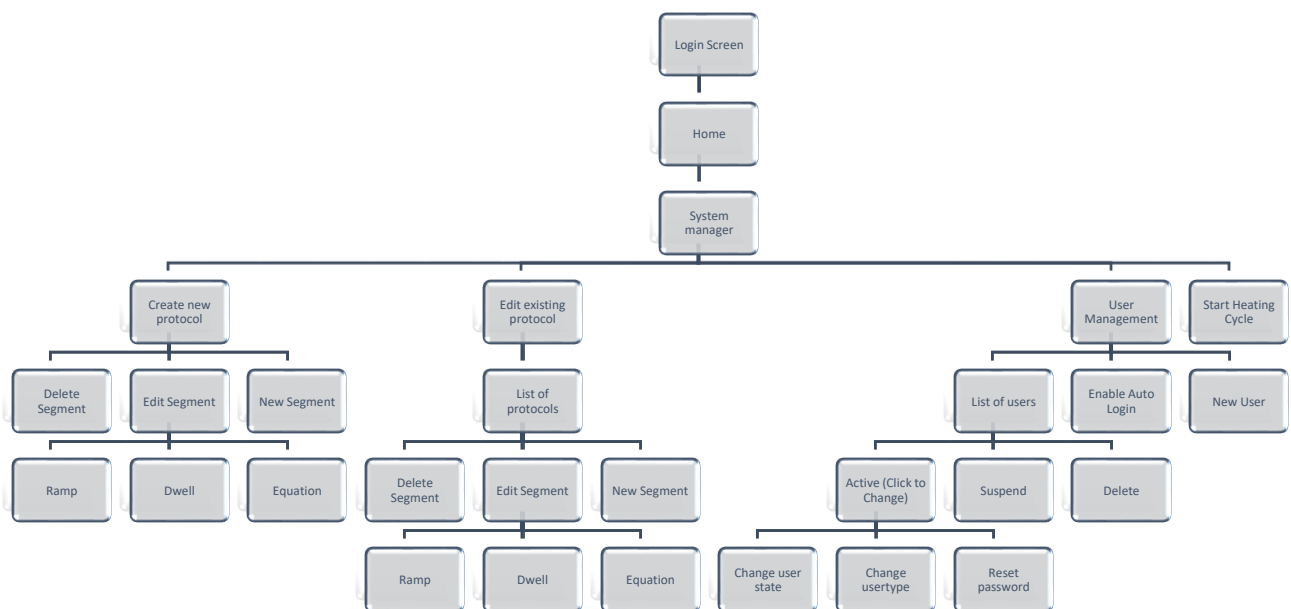 Login Screen
Home
System
manager
Create new
protocol
Edit existing
protocol
User
Management
Start Heating
Cycle
Delete
Segment
Edit Segment
New Segment
List of
protocols
List of users
Enable Auto
Login
New User
Ramp
Dwell
Equation
Delete
Segment
Edit Segment
New Segment
Active (Click to
Change)
Suspend
Delete
Ramp
Dwell
Equation
Change user
state
Change
usertype
Reset
password